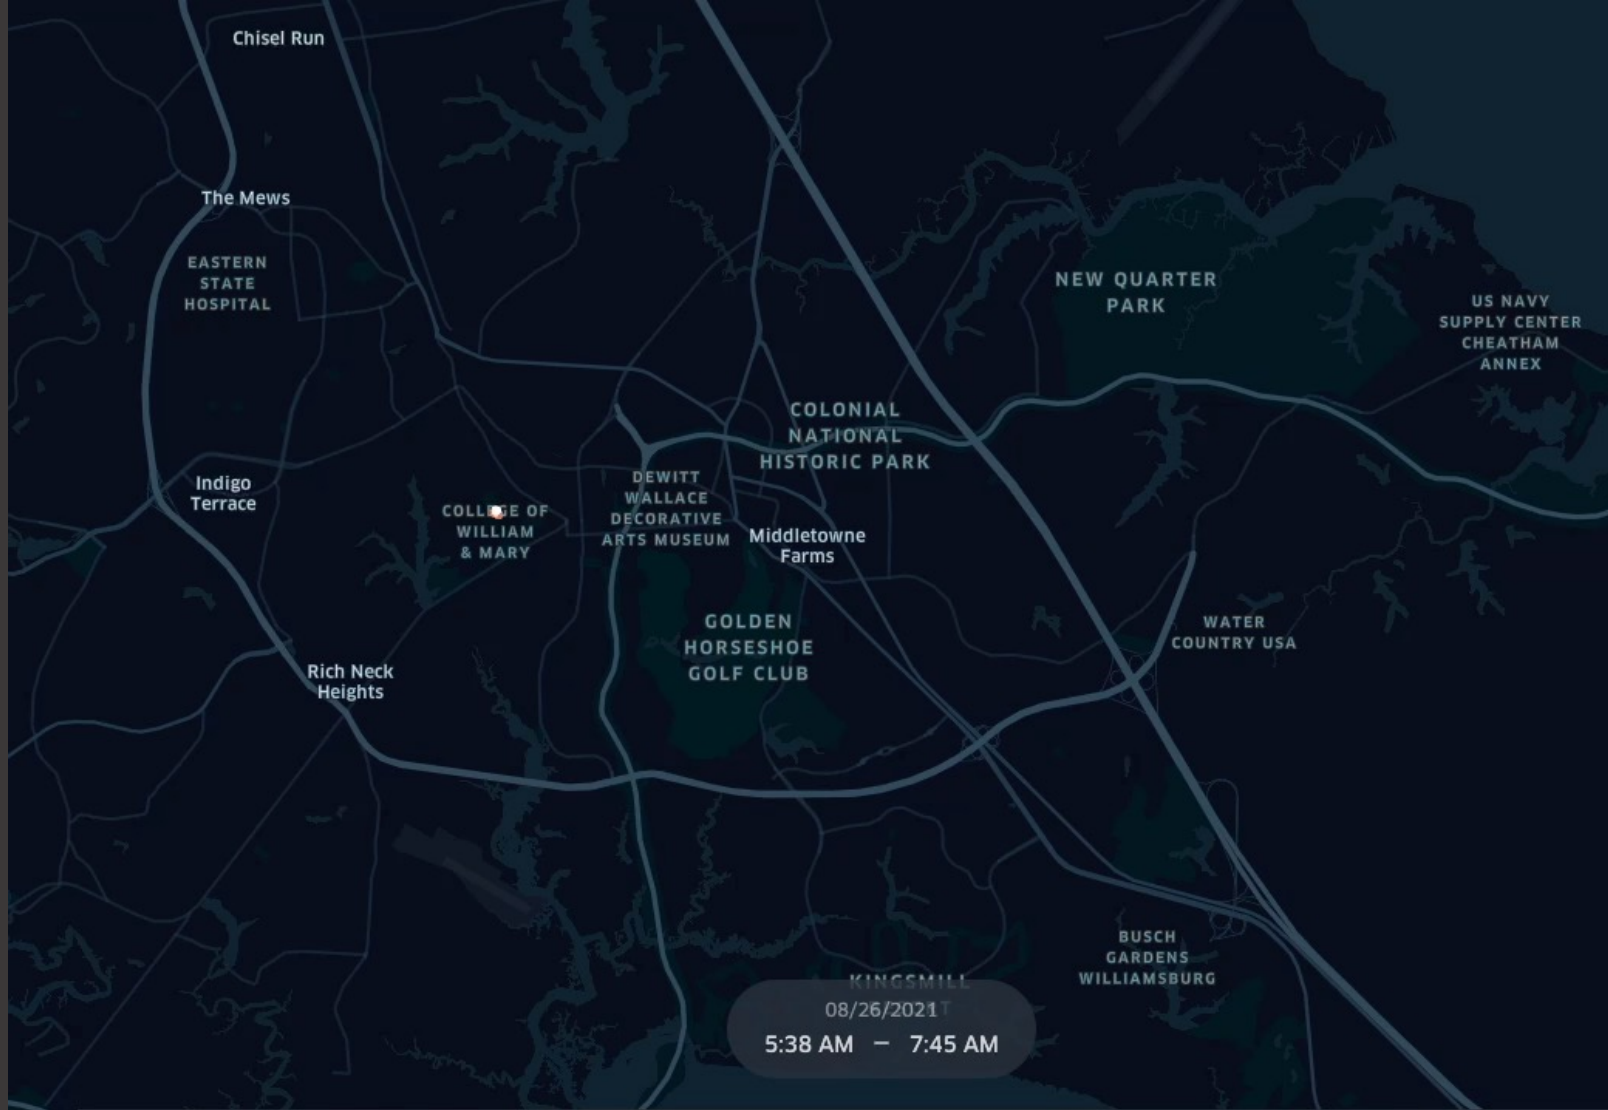 Chisel Run
The Mews
EASTERN
STATE
HOSPITAL
NEW QUARTER
PARK
US NAVY
SUPPLY CENTER
CHEATHAM
ANNEX
COLONIAL
NATIONAL
HISTORIC PARK
Indigo
Terrace
COLLEGE OF
WILLIAM
& MARY
DEWITT
WALLACE
DECORATIVE
ARTS MUSEUM
Middletowne
Farms
GOLDEN
HORSESHOE
GOLF CLUB
WATER
COUNTRY USA
Rich Neck
Heights
BUSCH
GARDENS
WILLIAMSBURG
KINGSMILL
08/26/2021
5:38 AM – 7:45 AM